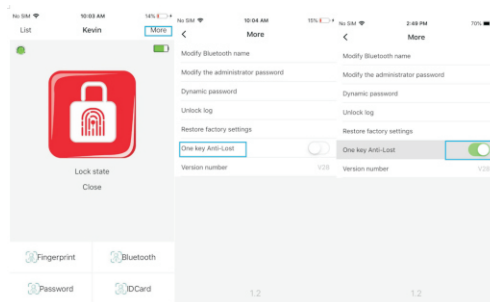 No SIM 10:03 AM 14%
List Kevin More
Lock state
Close
Fingerprint Bluetooth
Password IDCard
No SIM 10:04 AM 15%
More
Modify Bluetooth name
Modify the administrator password
Dynamic password
Unlock log
Restore factory settings
One key Anti-Lost
Version number V28
1.2
No SIM 2:49 PM 70%
More
Modify Bluetooth name
Modify the administrator password
Dynamic password
Unlock log
Restore factory settings
One key Anti-Lost
Version number V28
1.2